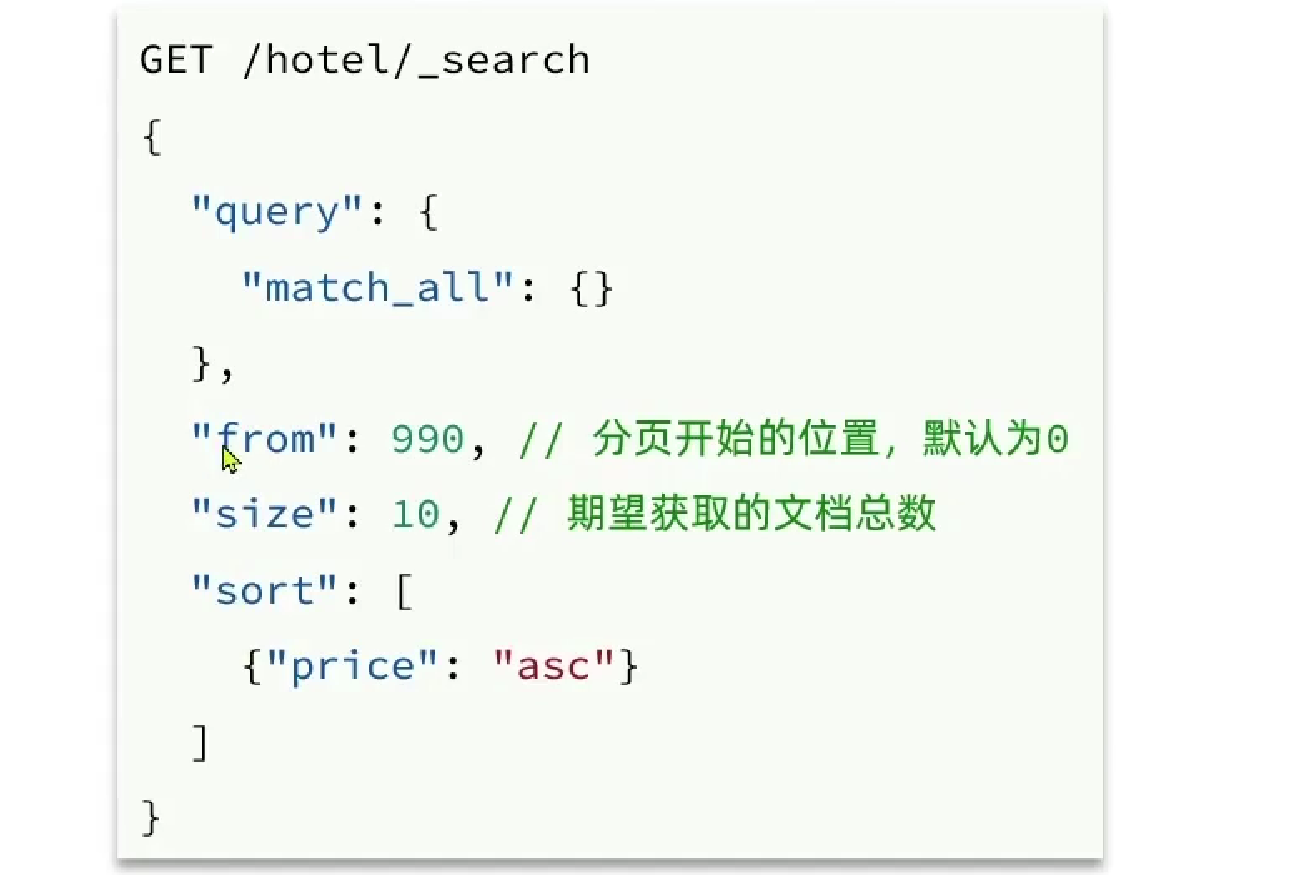 GET /hotel/_search
{
  "query": {
    "match_all": {}
  },
  "from": 990, // 分页开始的位置，默认为0
  "size": 10, // 期望获取的文档总数
  "sort": [
    {"price": "asc"}
  ]
}